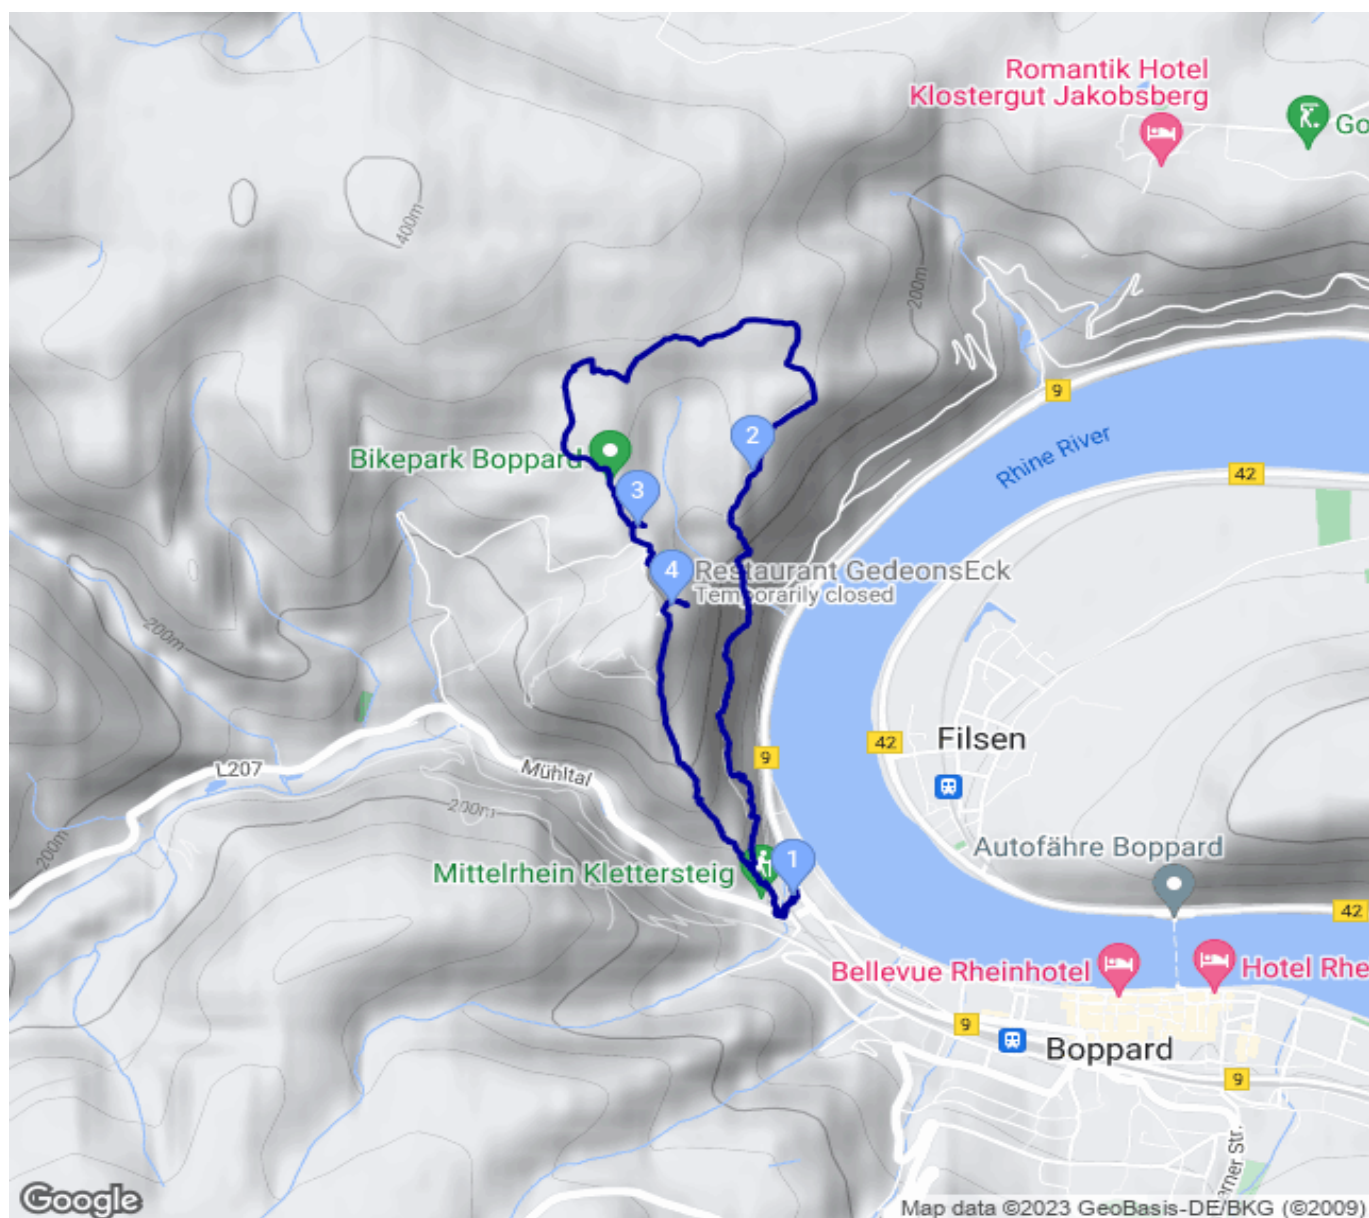 Romantik Hotel
Klostergut Jakobsberg
Go
400m
200m
9
2
Rhine River
Bikepark Boppard
42
3
4
Restaurant GedeonsEck
Temporarily closed
200m
Filsen
42
9
L207
Mühltal
200m
200m
Autofähre Boppard
1
Mittelrhein Klettersteig
42
Bellevue Rheinhotel
Hotel Rhe
9
Boppard
9
erner Str.
Google
Map data ©2023 GeoBasis-DE/BKG (©2009)